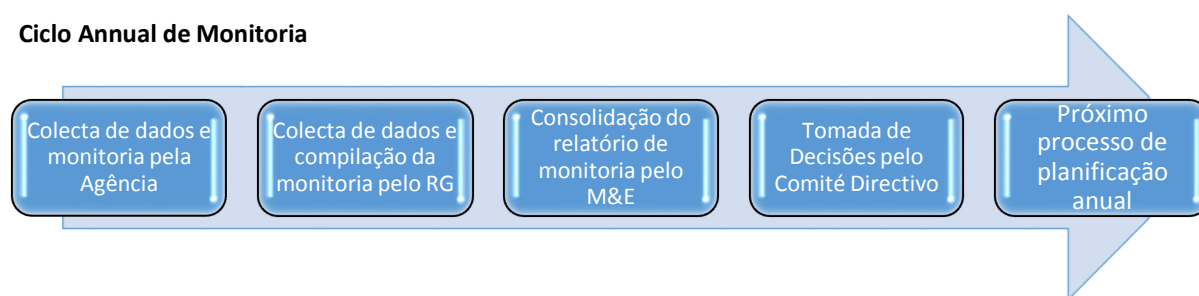 Ciclo Annual de Monitoria
Colecta de dados e
monitoria pela
Agência
Colecta de dados e
compilação da
monitoria pelo RG
Consolidação do
relatório de
monitoria pelo
M&E
Tomada de
Decisões pelo
Comité Directivo
Próximo
processo de
planificação
anual